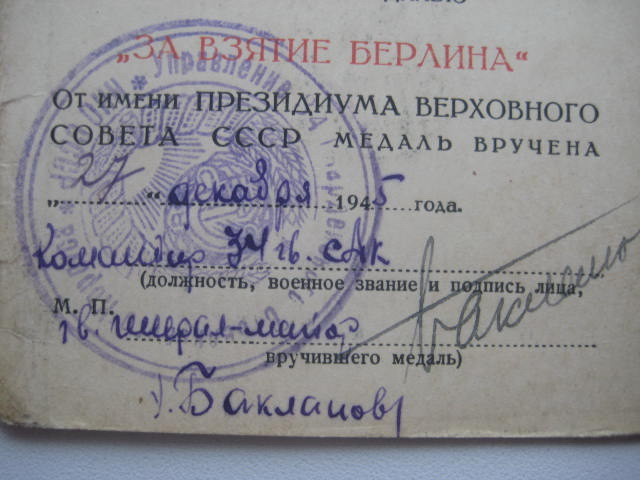 „ЗА ВЗЯТИЕ БЕРЛИНА“
От имени ПРЕЗИДИУМА ВЕРХОВНОГО
СОВЕТА СССР МЕДАЛЬ ВРУЧЕНА
„27“ декабря 1945 года.
Командир 34 гв. сАк
(должность, военное звание и подпись лица,
М. П.
гв. генерал-майор
вручившего медаль)
Бакланов
Управление